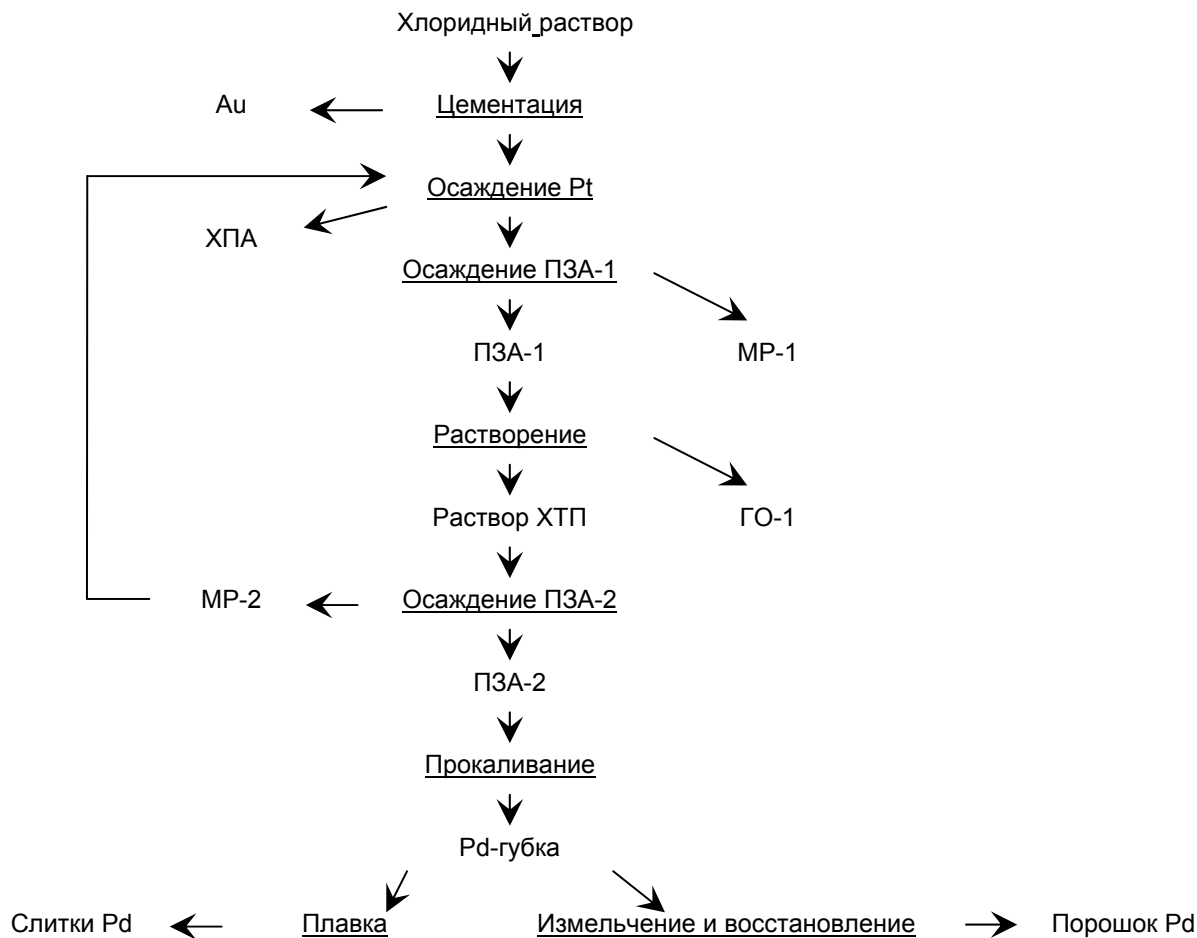 Хлоридный раствор
Au
Цементация
Осаждение Pt
ХПА
Осаждение ПЗА-1
ПЗА-1
МР-1
Растворение
Раствор ХТП
ГО-1
МР-2
Осаждение ПЗА-2
ПЗА-2
Прокаливание
Pd-губка
Слитки Pd
Плавка
Измельчение и восстановление
Порошок Pd